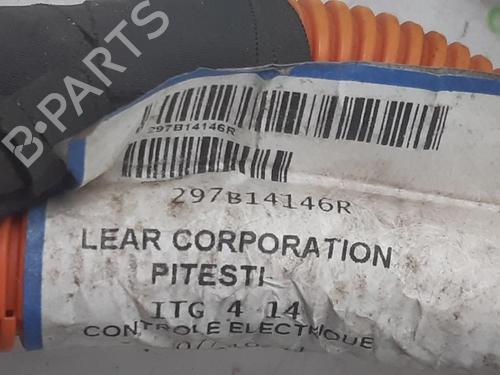 B·PARTS
297B14146R
297B14146R
LEAR CORPORATION
PITESTI
ITG 4 14
CONTROLE ELECTRIQUE